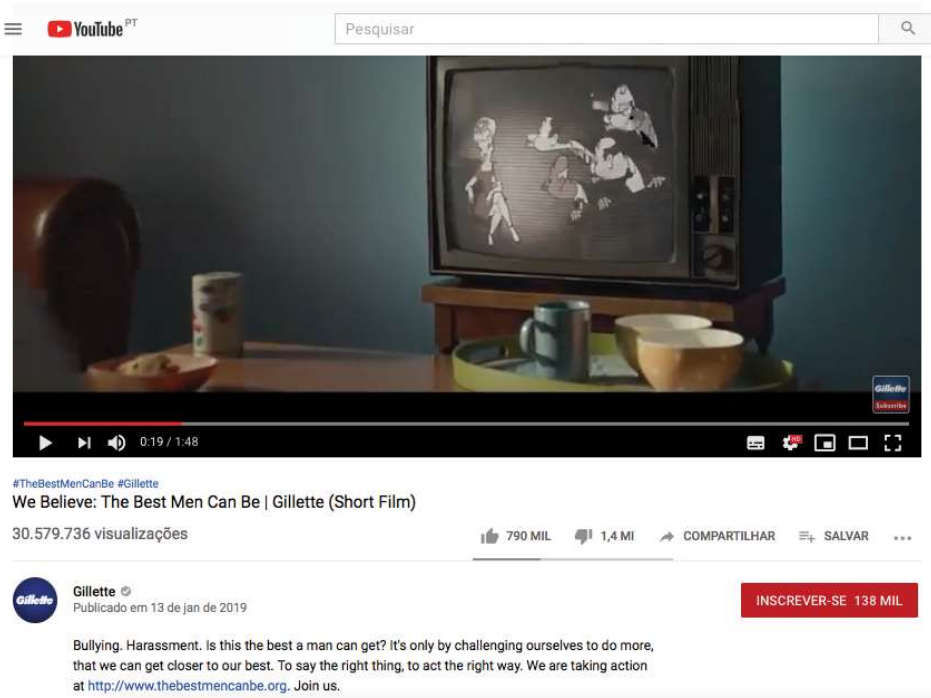 YouTube PT
Pesquisar
Gillette
Subscribe
0:19 / 1:48
HD
#TheBestMenCanBe #Gillette
We Believe: The Best Men Can Be | Gillette (Short Film)
30.579.736 visualizações
790 MIL
1,4 MI
COMPARTILHAR
SALVAR
Gillette
Gillette
Publicado em 13 de jan de 2019
INSCREVER-SE 138 MIL
Bullying. Harassment. Is this the best a man can get? It's only by challenging ourselves to do more,
that we can get closer to our best. To say the right thing, to act the right way. We are taking action
at http://www.thebestmencanbe.org. Join us.